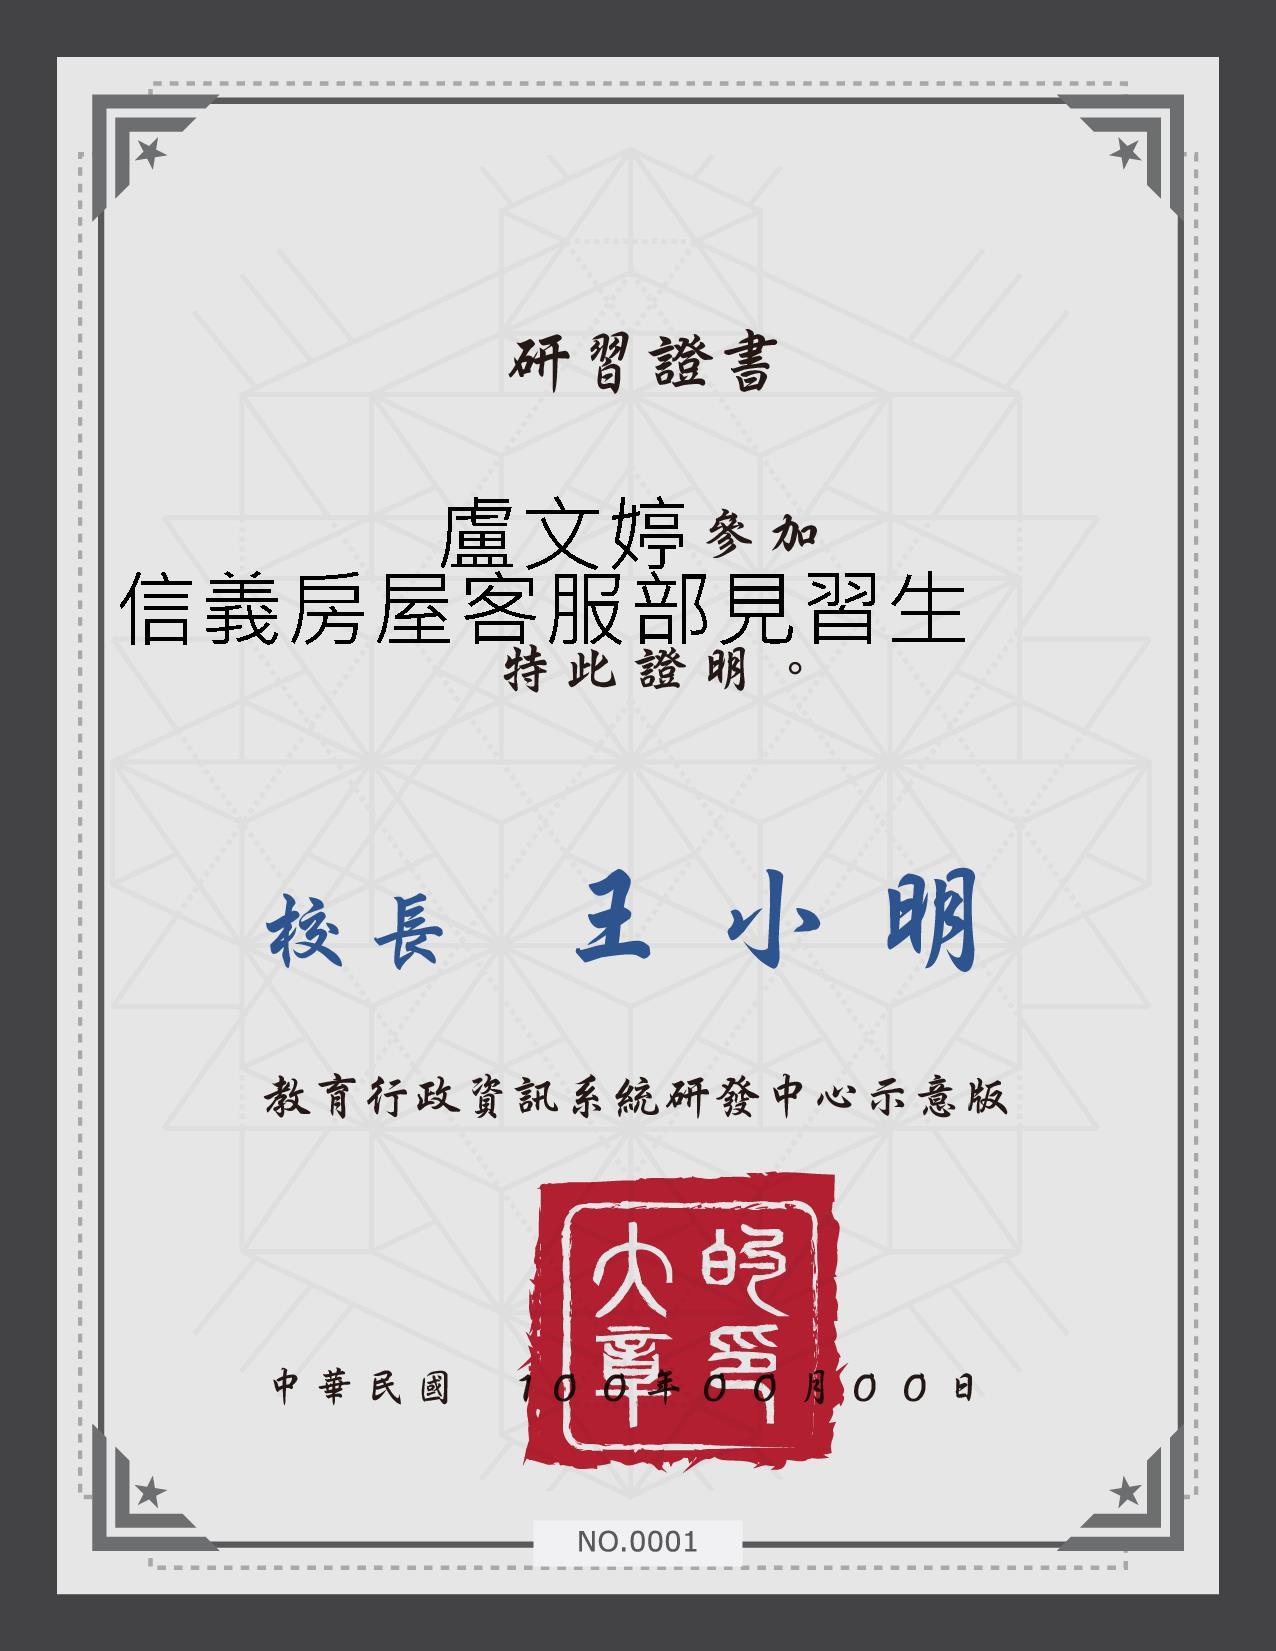 研習證書
盧文婷參加
信義房屋客服部見習生
特此證明。
校長 王小明
教育行政資訊系統研發中心示意版
的印
大章
中華民國 100年00月00日
NO.0001